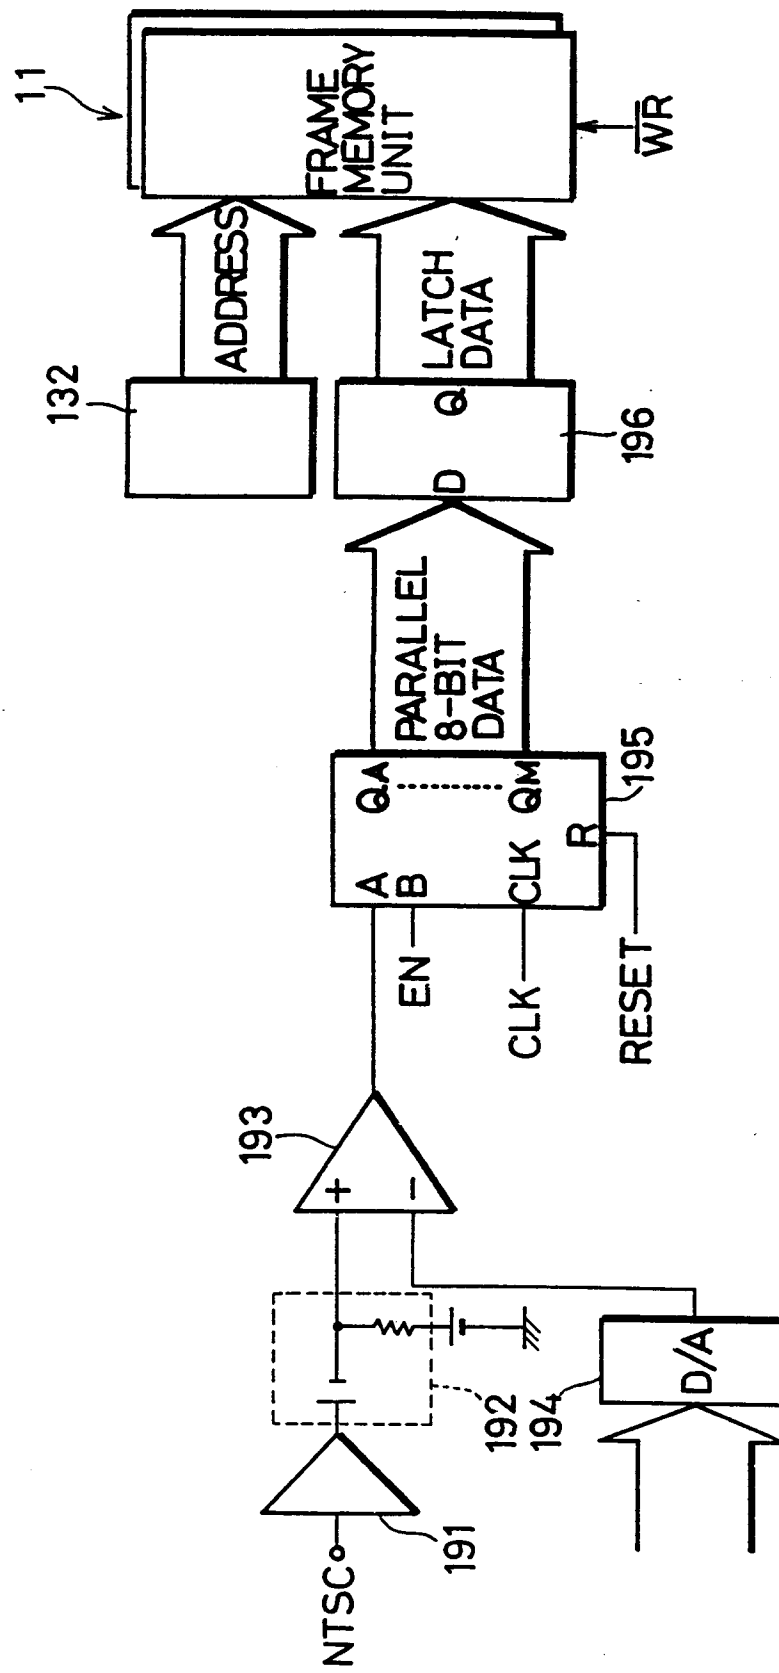 11
FRAME
MEMORY
UNIT
WR
132
ADDRESS
LATCH
DATA
D Q
196
PARALLEL
8-BIT
DATA
A QA
B
CLK QM
R
195
EN
CLK
RESET
193
+
−
192
194
D/A
191
NTSC